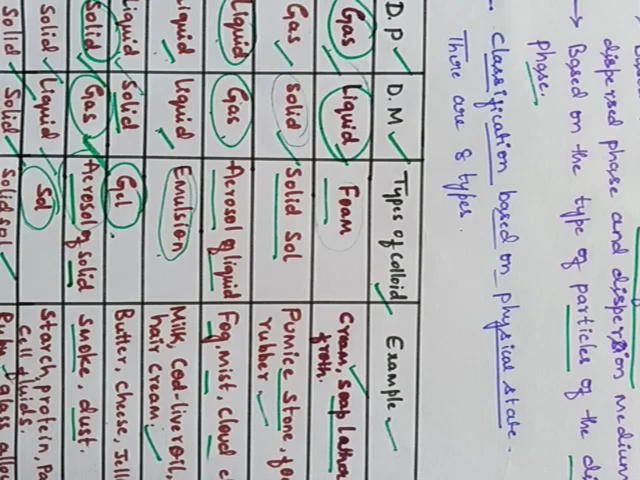 dispersed phase and dispersion medium
→ Based on the type of particles of the
phase.
- classification based on physical state.
There are 8 types.
D.P D.M Types of colloid Example
Gas Liquid Foam Cream, Soap lather
froth.
Gas solid Solid Sol Pumice stone,
rubber
Liquid Gas Aerosol of liquid Fog, mist, cloud
Liquid Liquid Emulsion Milk, Cod-liver oil,
hair cream
Liquid Solid Gel Butter, cheese,
Solid Gas Aerosol of solid Smoke, dust.
Solid Liquid Sol Starch, protein,
Cell fluids.
Solid Solid Solid sol Ruby glass